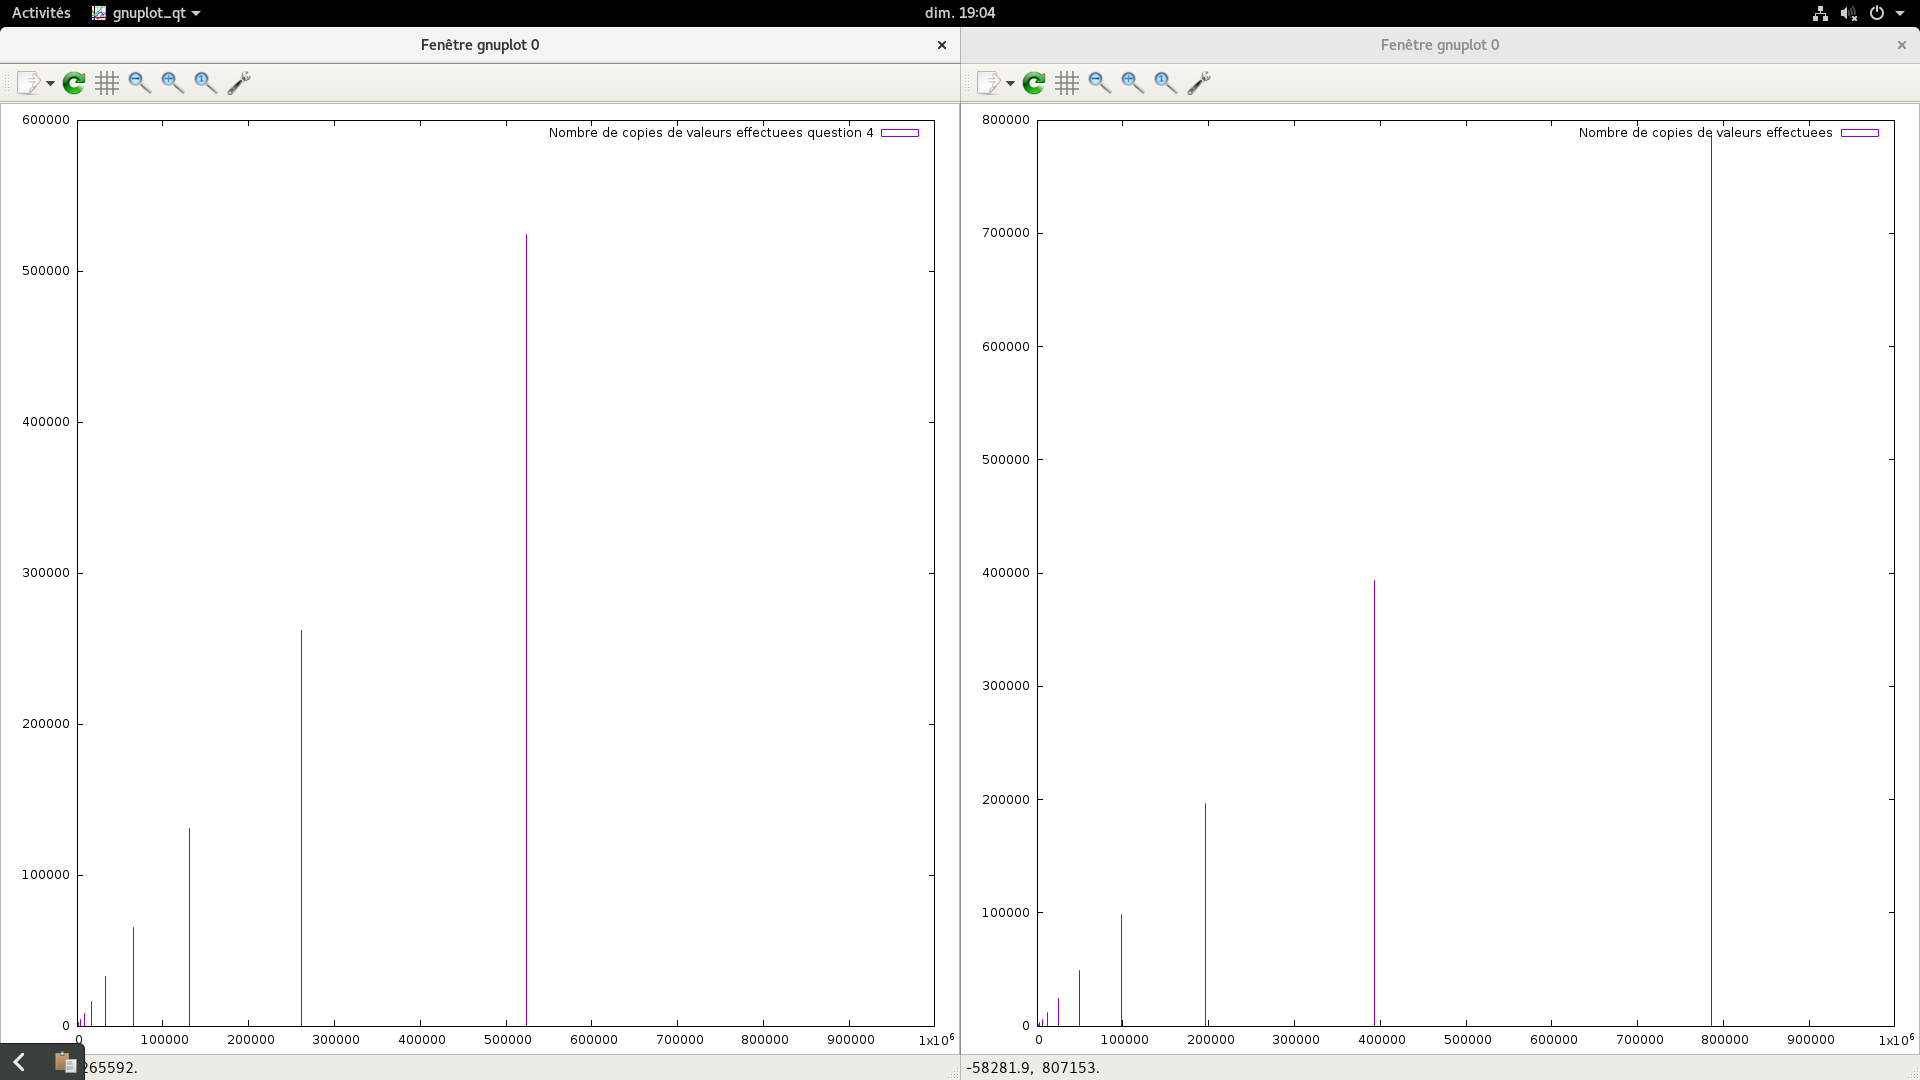 Activités gnuplot_qt dim. 19:04
Fenêtre gnuplot 0
Nombre de copies de valeurs effectuees question 4
600000
500000
400000
300000
200000
100000
0
0 100000 200000 300000 400000 500000 600000 700000 800000 900000 1x10⁶
265592.
Fenêtre gnuplot 0
Nombre de copies de valeurs effectuees
800000
700000
600000
500000
400000
300000
200000
100000
0
0 100000 200000 300000 400000 500000 600000 700000 800000 900000 1x10⁶
-58281.9, 807153.